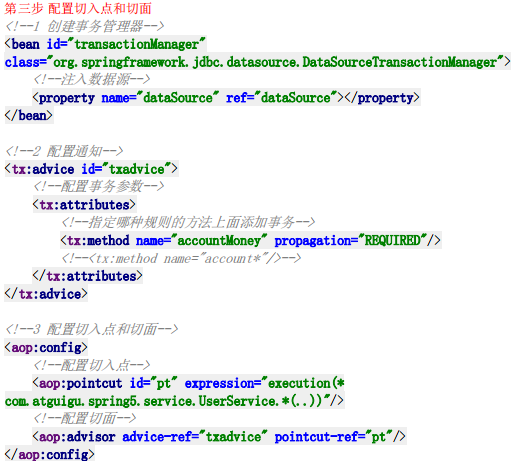 第三步 配置切入点和切面
<!--1 创建事务管理器-->
<bean id="transactionManager"
class="org.springframework.jdbc.datasource.DataSourceTransactionManager">
<!--注入数据源-->
<property name="dataSource" ref="dataSource"></property>
</bean>
<!--2 配置通知-->
<tx:advice id="txadvice">
<!--配置事务参数-->
<tx:attributes>
<!--指定哪种规则的方法上面添加事务-->
<tx:method name="accountMoney" propagation="REQUIRED"/>
<!--<tx:method name="account*"/>-->
</tx:attributes>
</tx:advice>
<!--3 配置切入点和切面-->
<aop:config>
<!--配置切入点-->
<aop:pointcut id="pt" expression="execution(*
com.atguigu.spring5.service.UserService.*(..))"/>
<!--配置切面-->
<aop:advisor advice-ref="txadvice" pointcut-ref="pt"/>
</aop:config>